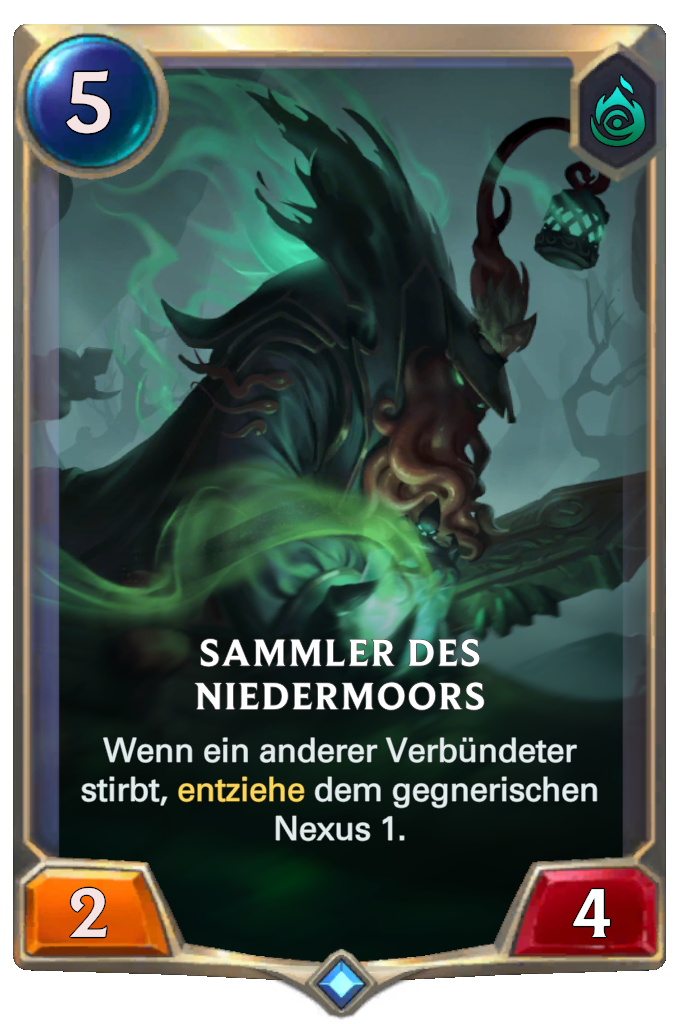 5
SAMMLER DES
NIEDERMOORS
Wenn ein anderer Verbündeter
stirbt, entziehe dem gegnerischen
Nexus 1.
2
4